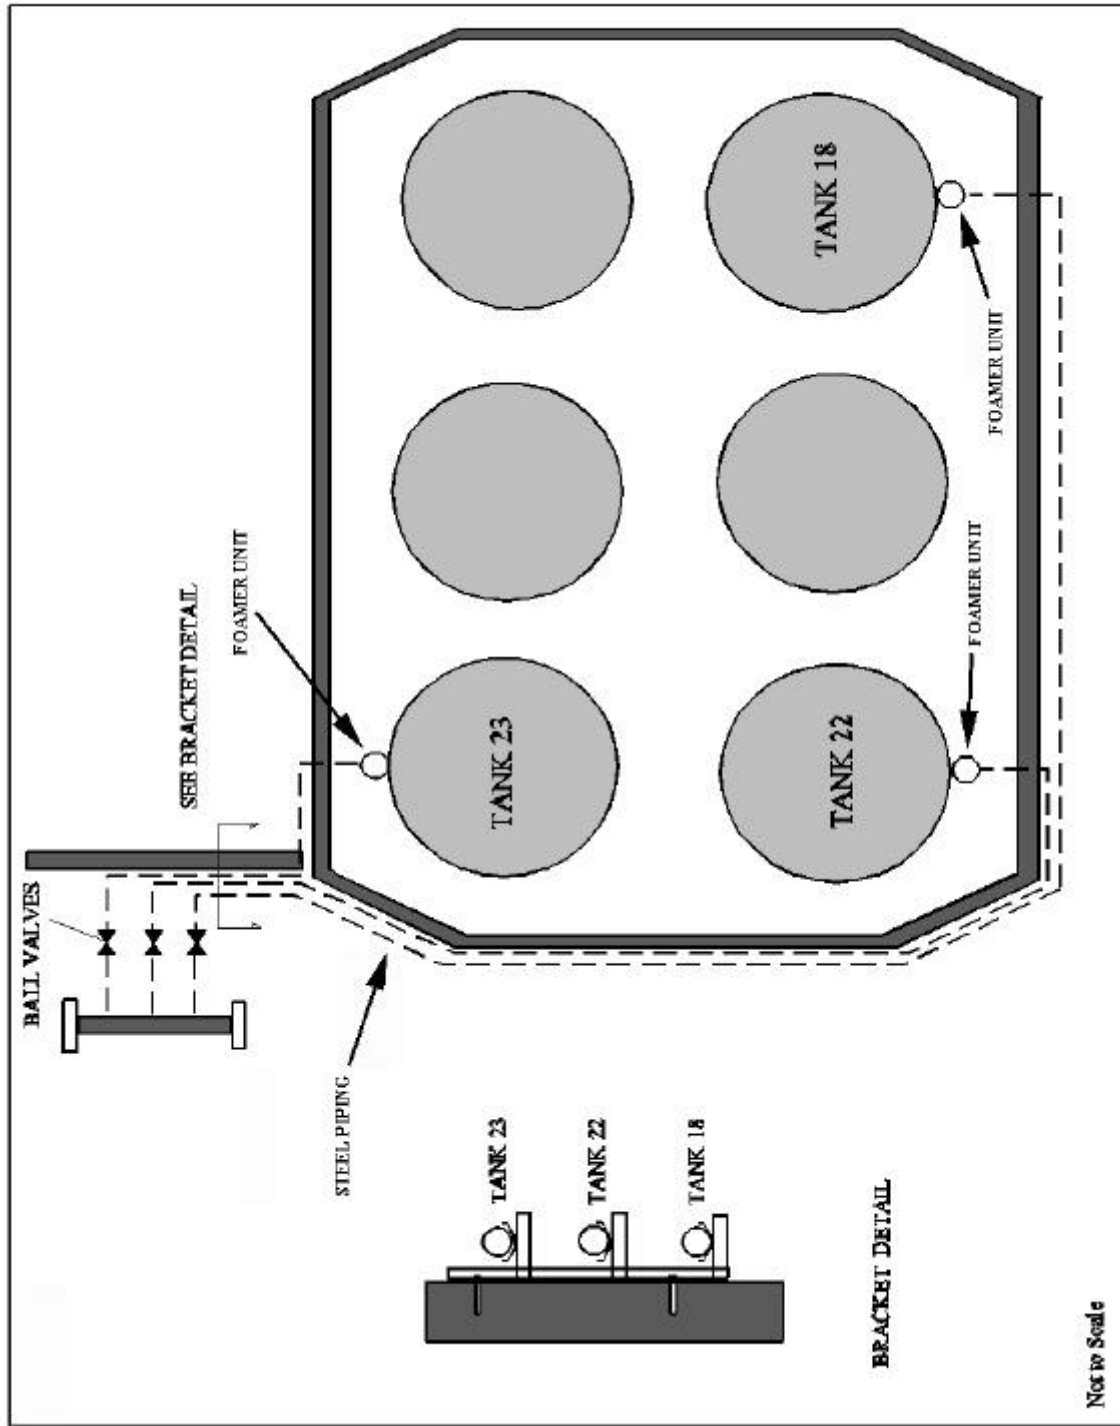 BALL VALVES
SEE BRACKET DETAIL
FOAMER UNIT
STEEL PIPING
TANK 23
TANK 22
TANK 18
FOAMER UNIT
FOAMER UNIT
TANK 23
TANK 22
TANK 18
BRACKET DETAIL
Not to Scale